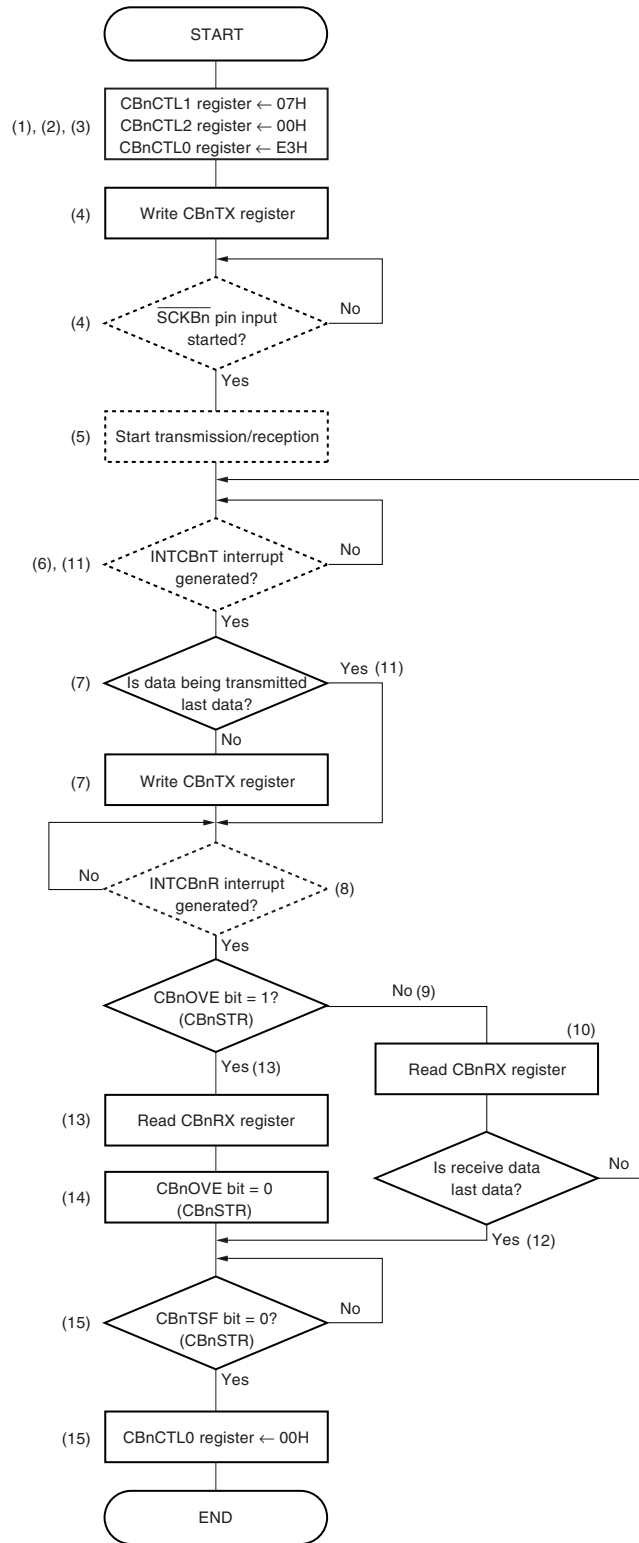 START
(1), (2), (3)
CBnCTL1 register ← 07H
CBnCTL2 register ← 00H
CBnCTL0 register ← E3H
(4)
Write CBnTX register
(4)
SCKBn pin input
started?
No
Yes
(5)
Start transmission/reception
(6), (11)
INTCBnT interrupt
generated?
No
Yes
(7)
Is data being transmitted
last data?
Yes (11)
No
(7)
Write CBnTX register
No
INTCBnR interrupt
generated?
(8)
Yes
CBnOVE bit = 1?
(CBnSTR)
No (9)
Yes (13)
(10)
Read CBnRX register
(13)
Read CBnRX register
Is receive data
last data?
No
Yes (12)
(14)
CBnOVE bit = 0
(CBnSTR)
(15)
CBnTSF bit = 0?
(CBnSTR)
No
Yes
(15)
CBnCTL0 register ← 00H
END